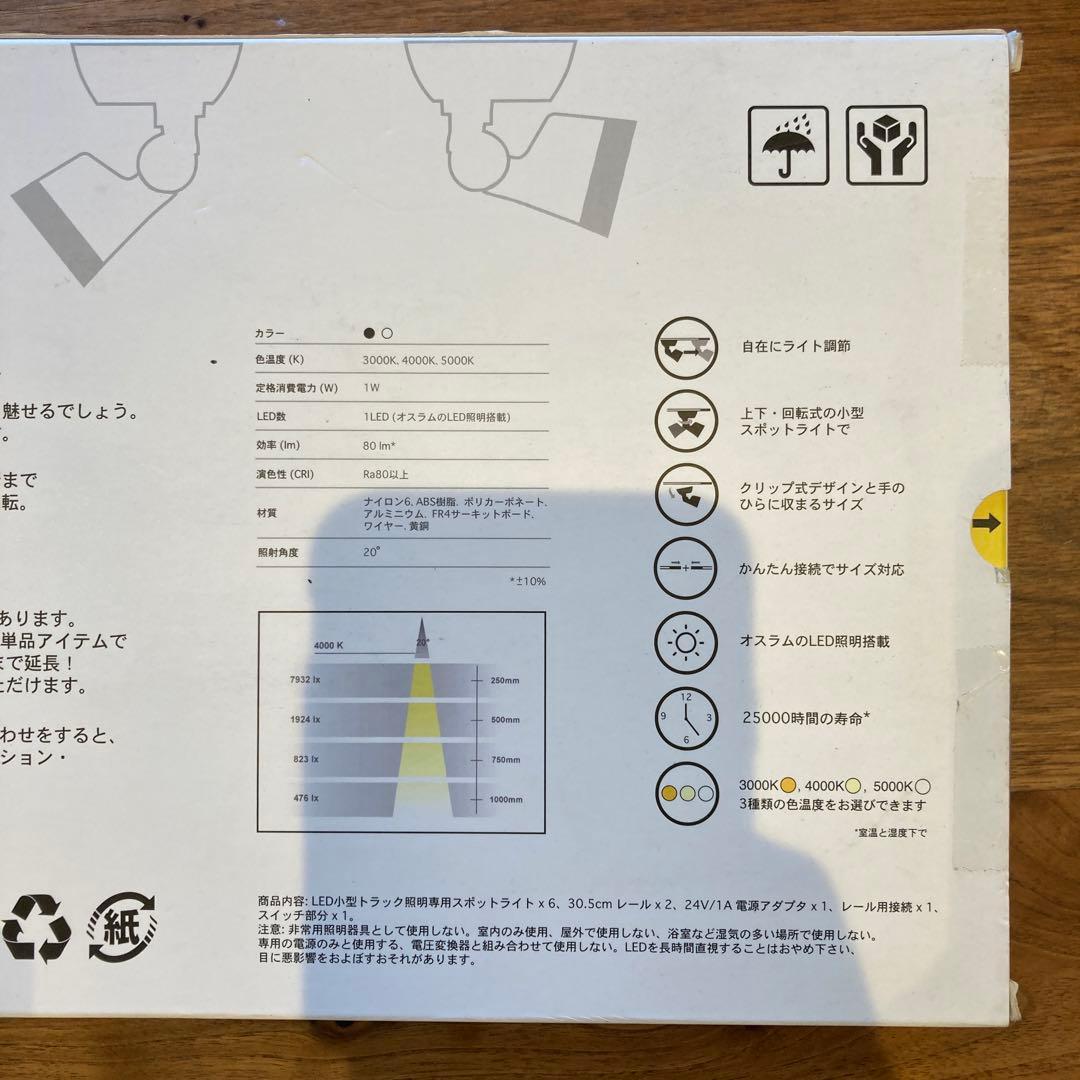 魅せるでしょう。
。
まで
転。
あります。
単品アイテムで
まで延長！
ただけます。
わせをすると、
ション・
カラー
色温度 (K) 3000K, 4000K, 5000K
定格消費電力 (W) 1W
LED数 1LED (オスラムのLED照明搭載)
効率 (lm) 80 lm*
演色性 (CRI) Ra80以上
材質 ナイロン6, ABS樹脂, ポリカーボネート,
アルミニウム, FR4サーキットボード,
ワイヤー, 黄銅
照射角度 20°
*±10%
4000 K 20°
7932 lx 250mm
1924 lx 500mm
823 lx 750mm
476 lx 1000mm
自在にライト調節
上下・回転式の小型
スポットライトで
クリップ式デザインと手の
ひらに収まるサイズ
かんたん接続でサイズ対応
オスラムのLED照明搭載
12
9 3
6
25000時間の寿命*
3000K, 4000K, 5000K
3種類の色温度をお選びできます
*室温と湿度下で
紙
商品内容: LED小型トラック照明専用スポットライト x 6、30.5cm レール x 2、24V/1A 電源アダプタ x 1、レール用接続 x 1、
スイッチ部分 x 1。
注意: 非常用照明器具として使用しない。室内のみ使用、屋外で使用しない、浴室など湿気の多い場所で使用しない。
専用の電源のみと使用する、電圧変換器と組み合わせて使用しない。LEDを長時間直視することはおやめ下さい、
目に悪影響をおよぼすおそれがあります。